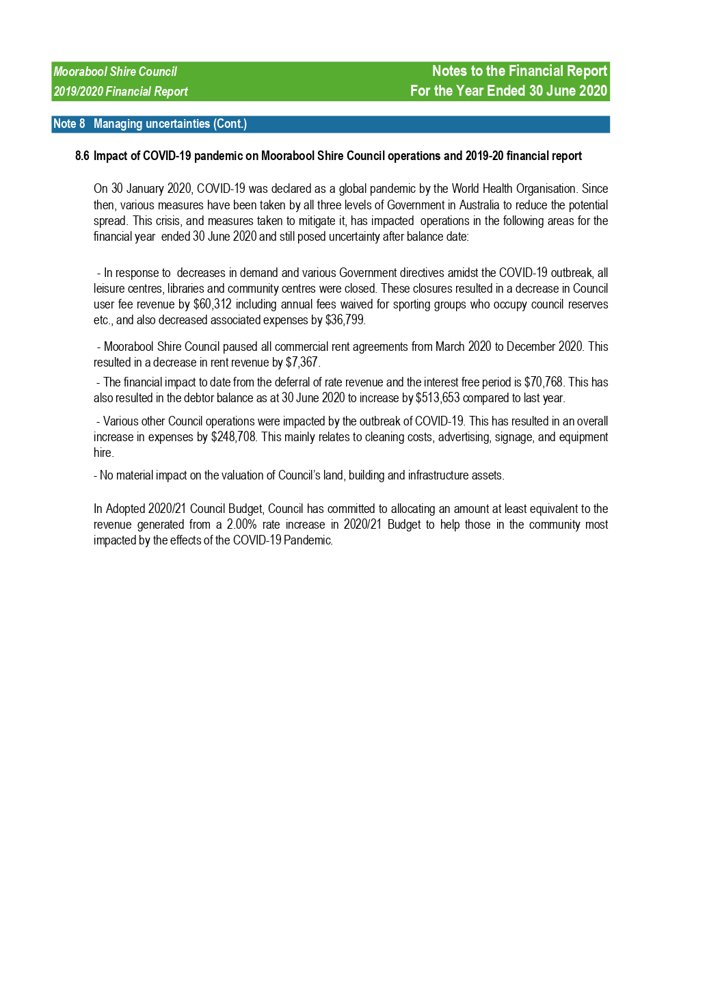 Moorabool Shire Council
Notes to the Financial Report
2019/2020 Financial Report
For the Year Ended 30 June 2020
Note 8 Managing uncertainties (Cont.)
8.6 Impact of COVID-19 pandemic on Moorabool Shire Council operations and 2019-20 financial report
On 30 January 2020, COVID-19 was declared as a global pandemic by the World Health Organisation. Since
then, various measures have been taken by all three levels of Government in Australia to reduce the potential
spread. This crisis, and measures taken to mitigate it, has impacted operations in the following areas for the
financial year ended 30 June 2020 and still posed uncertainty after balance date:
- In response to decreases in demand and various Government directives amidst the COVID-19 outbreak, all
leisure centres, libraries and community centres were closed. These closures resulted in a decrease in Council
user fee revenue by $60,312 including annual fees waived for sporting groups who occupy council reserves
etc., and also decreased associated expenses by $36,799.
- Moorabool Shire Council paused all commercial rent agreements from March 2020 to December 2020. This
resulted in a decrease in rent revenue by $7,367.
- The financial impact to date from the deferral of rate revenue and the interest free period is $70,768. This has
also resulted in the debtor balance as at 30 June 2020 to increase by $513,653 compared to last year.
- Various other Council operations were impacted by the outbreak of COVID-19. This has resulted in an overall
increase in expenses by $248,708. This mainly relates to cleaning costs, advertising, signage, and equipment
hire.
- No material impact on the valuation of Council’s land, building and infrastructure assets.
In Adopted 2020/21 Council Budget, Council has committed to allocating an amount at least equivalent to the
revenue generated from a 2.00% rate increase in 2020/21 Budget to help those in the community most
impacted by the effects of the COVID-19 Pandemic.